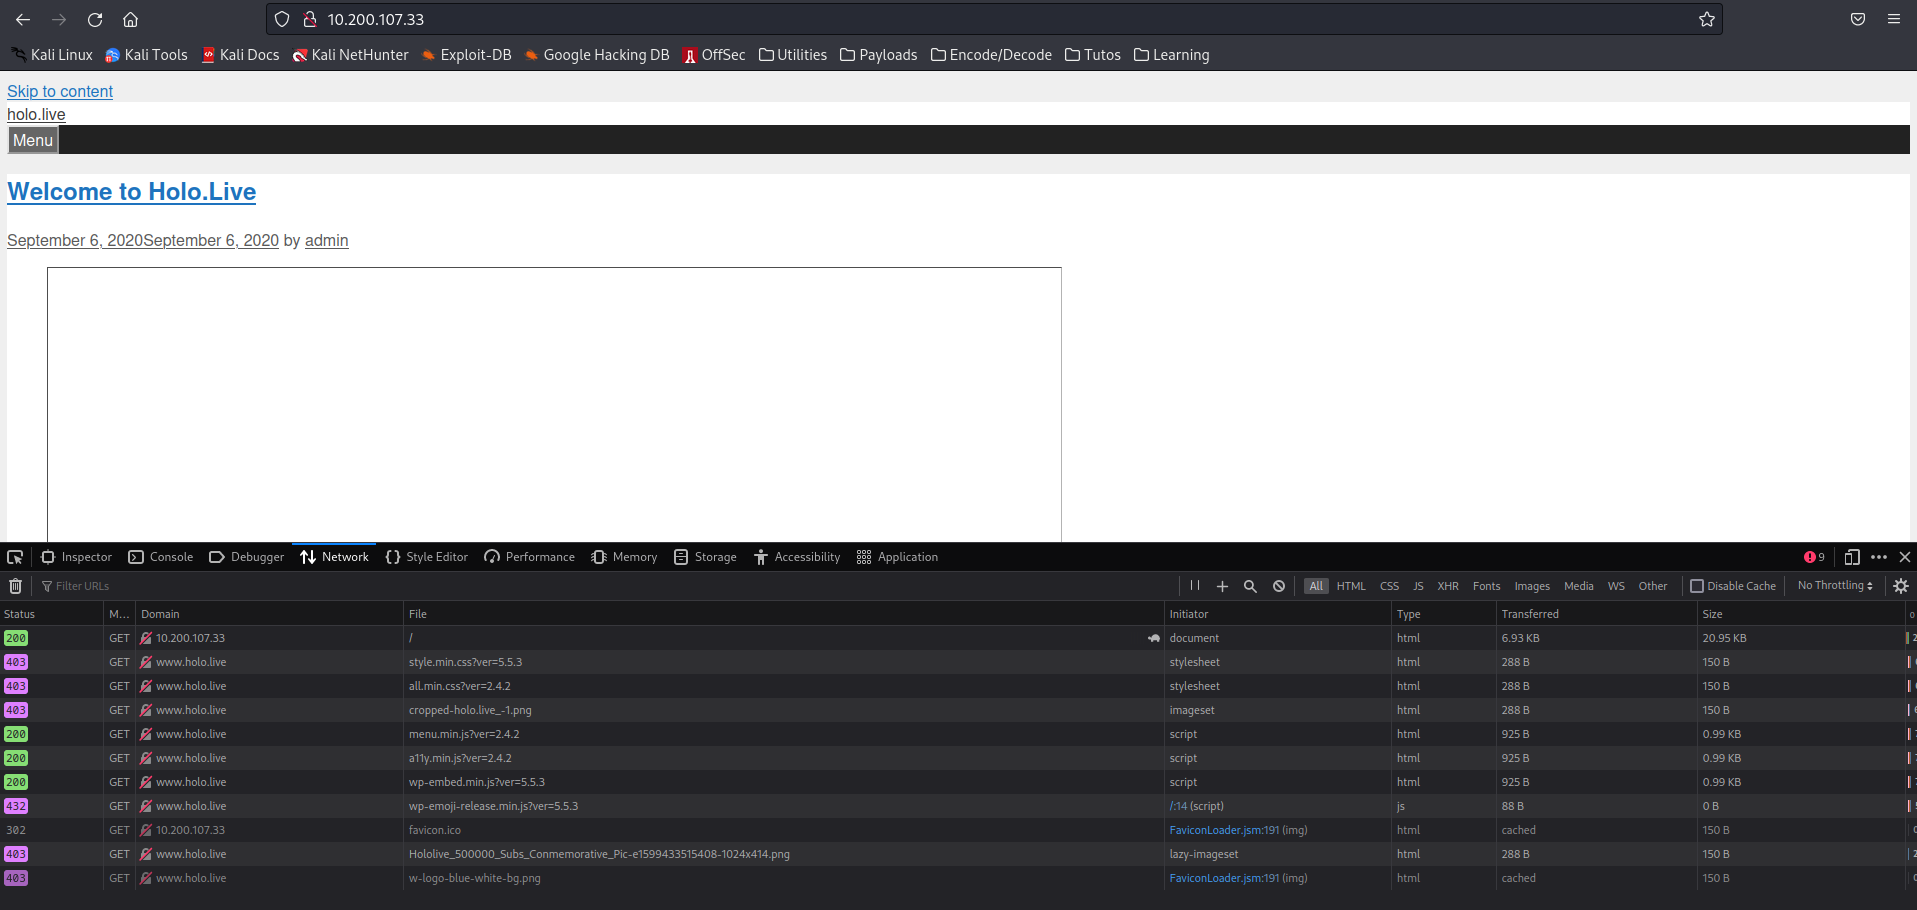 10.200.107.33
Kali Linux Kali Tools Kali Docs Kali NetHunter Exploit-DB Google Hacking DB OffSec Utilities Payloads Encode/Decode Tutos Learning
Skip to content
holo.live
Menu
Welcome to Holo.Live
September 6, 2020September 6, 2020 by admin
Inspector Console Debugger Network Style Editor Performance Memory Storage Accessibility Application 9
Filter URLs All HTML CSS JS XHR Fonts Images Media WS Other Disable Cache No Throttling
Status M... Domain File Initiator Type Transferred Size 0
200 GET 10.200.107.33 / document html 6.93 KB 20.95 KB
403 GET www.holo.live style.min.css?ver=5.5.3 stylesheet html 288 B 150 B
403 GET www.holo.live all.min.css?ver=2.4.2 stylesheet html 288 B 150 B
403 GET www.holo.live cropped-holo.live_-1.png imageset html 288 B 150 B
200 GET www.holo.live menu.min.js?ver=2.4.2 script html 925 B 0.99 KB
200 GET www.holo.live a11y.min.js?ver=2.4.2 script html 925 B 0.99 KB
200 GET www.holo.live wp-embed.min.js?ver=5.5.3 script html 925 B 0.99 KB
432 GET www.holo.live wp-emoji-release.min.js?ver=5.5.3 /:14 (script) js 88 B 0 B
302 GET 10.200.107.33 favicon.ico FaviconLoader.jsm:191 (img) html cached 150 B
403 GET www.holo.live Hololive_500000_Subs_Conmemorative_Pic-e1599433515408-1024x414.png lazy-imageset html 288 B 150 B
403 GET www.holo.live w-logo-blue-white-bg.png FaviconLoader.jsm:191 (img) html cached 150 B